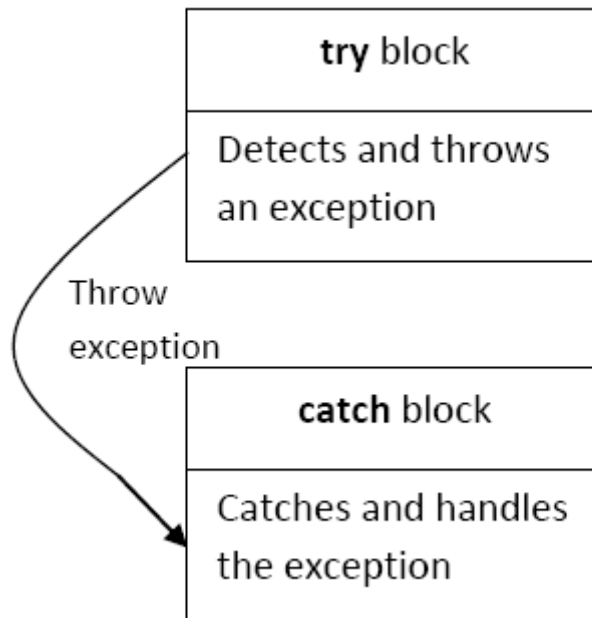 try block
Detects and throws
an exception
Throw
exception
catch block
Catches and handles
the exception